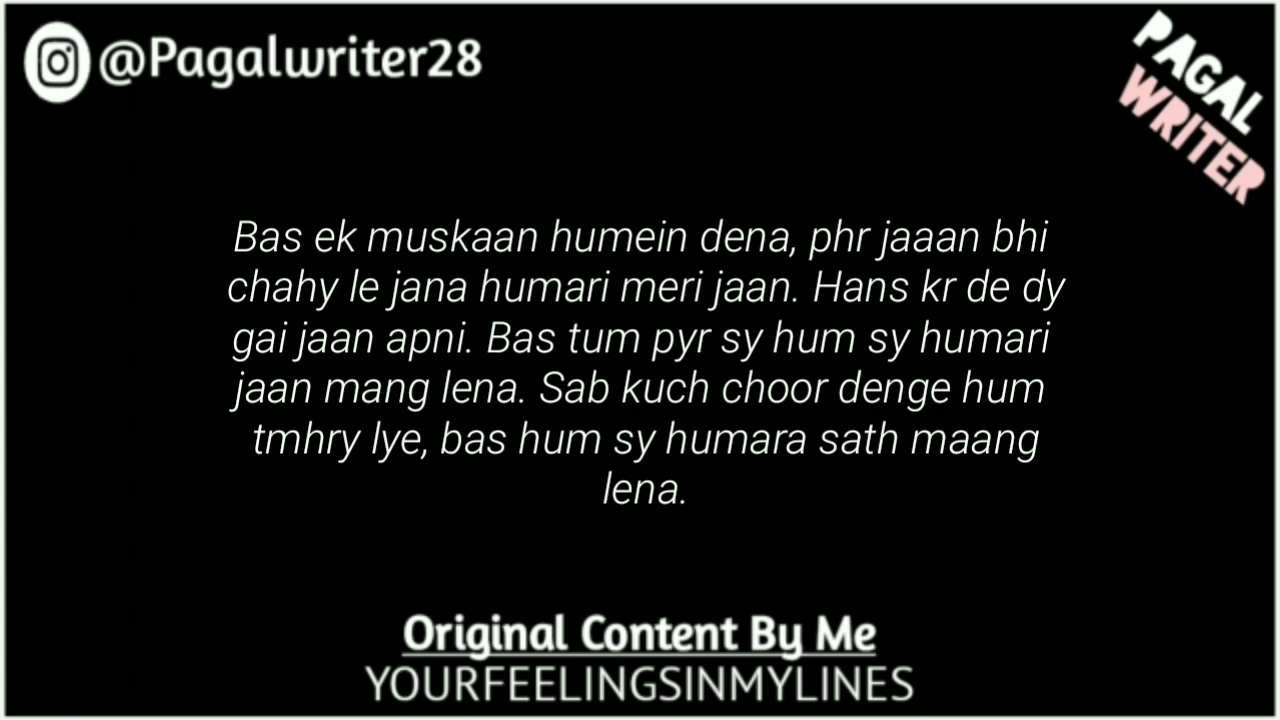 @Pagalwriter28
PAGAL
WRITER
Bas ek muskaan humein dena, phr jaaan bhi
chahy le jana humari meri jaan. Hans kr de dy
gai jaan apni. Bas tum pyr sy hum sy humari
jaan mang lena. Sab kuch choor denge hum
tmhry lye, bas hum sy humara sath maang
lena.
Original Content By Me
YOURFEELINGSINMYLINES